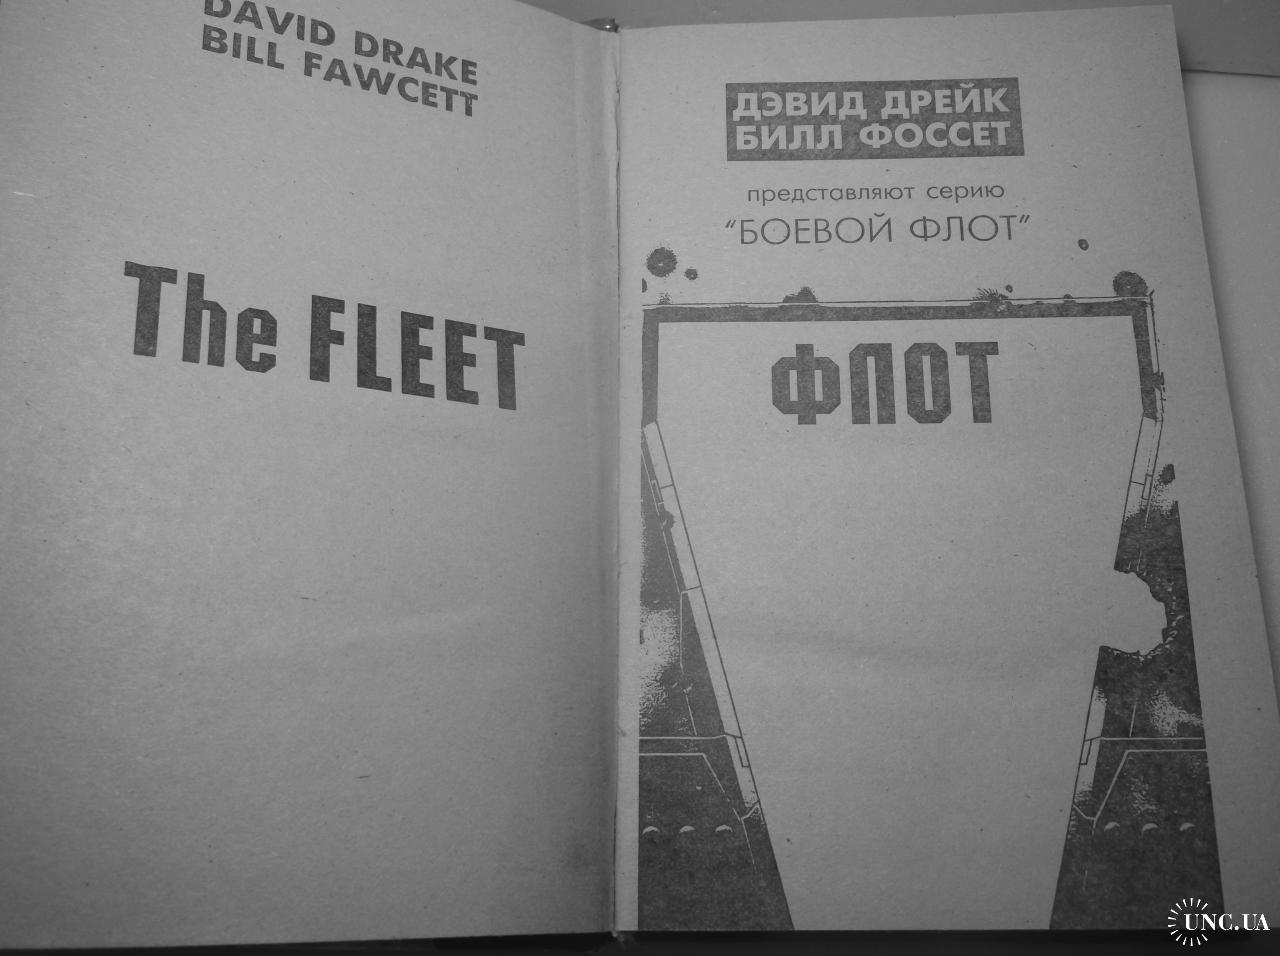 DAVID DRAKE
BILL FAWCETT
The FLEET
ДЭВИД ДРЕЙК
БИЛЛ ФОССЕТ
представляют серию
“БОЕВОЙ ФЛОТ”
ФЛОТ
UNC.UA